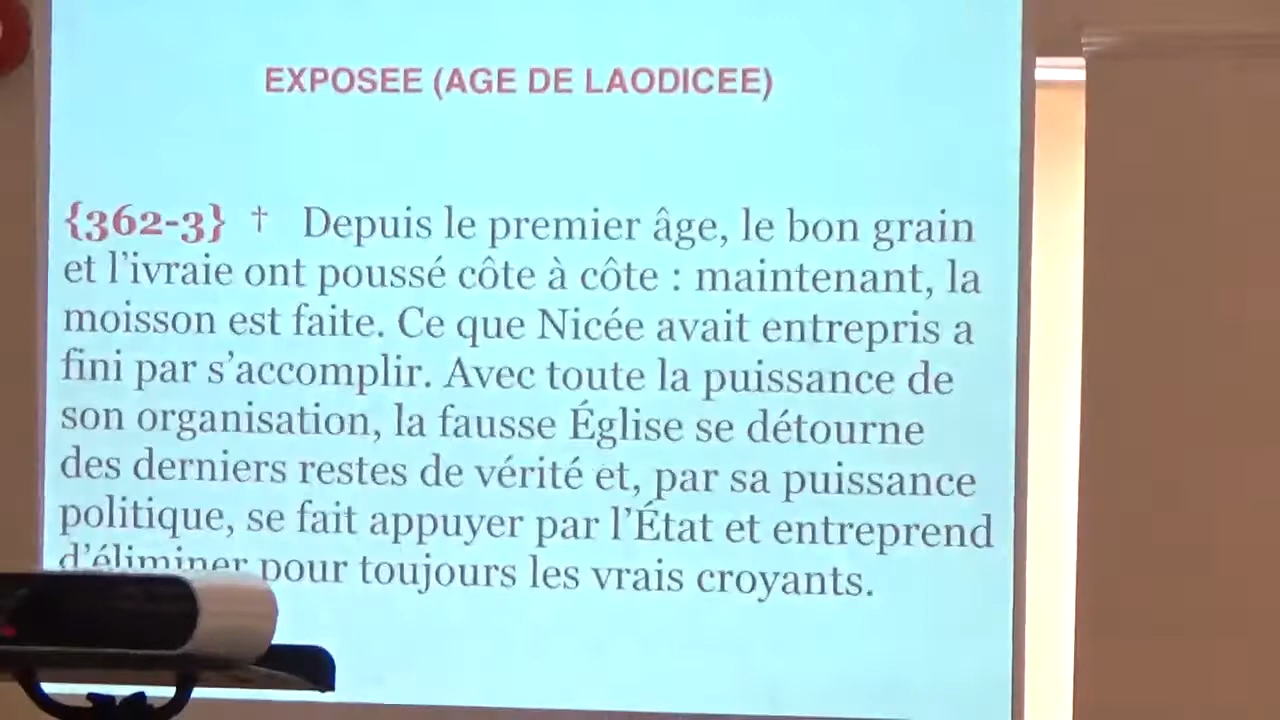 EXPOSEE (AGE DE LAODICEE)
{362-3} † Depuis le premier âge, le bon grain
et l’ivraie ont poussé côte à côte : maintenant, la
moisson est faite. Ce que Nicée avait entrepris a
fini par s’accomplir. Avec toute la puissance de
son organisation, la fausse Église se détourne
des derniers restes de vérité et, par sa puissance
politique, se fait appuyer par l’État et entreprend
d’éliminer pour toujours les vrais croyants.